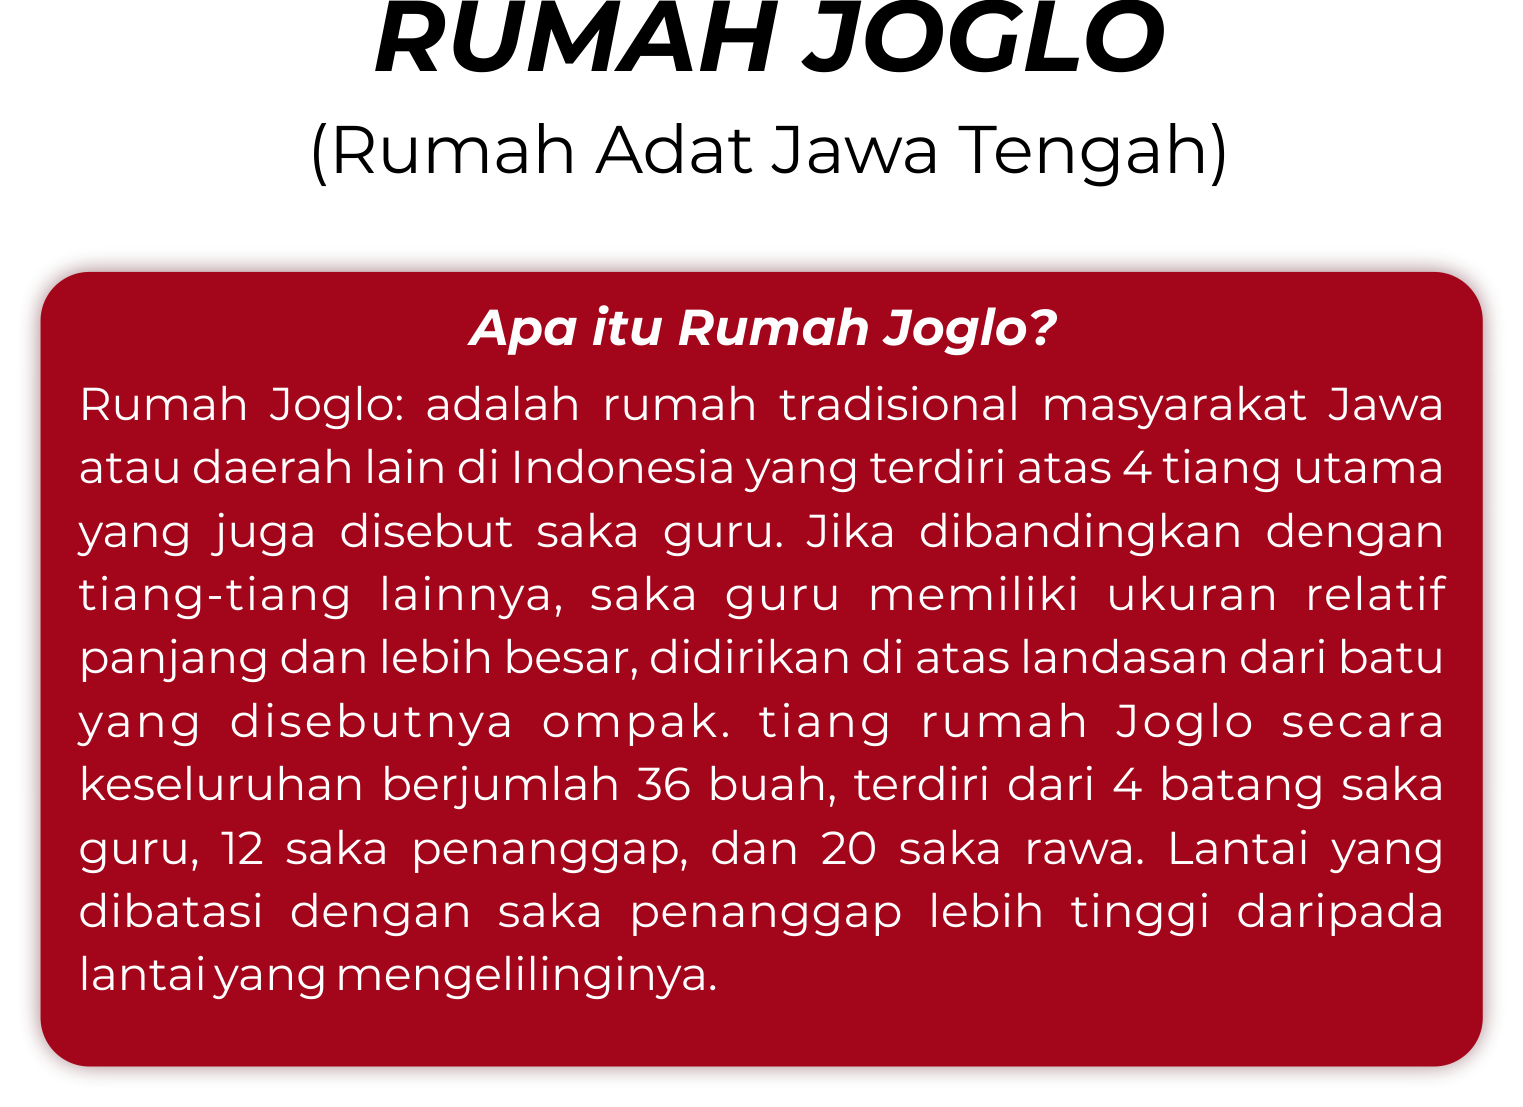 RUMAH JOGLO
(Rumah Adat Jawa Tengah)
Apa itu Rumah Joglo?
Rumah Joglo: adalah rumah tradisional masyarakat Jawa
atau daerah lain di Indonesia yang terdiri atas 4 tiang utama
yang juga disebut saka guru. Jika dibandingkan dengan
tiang-tiang lainnya, saka guru memiliki ukuran relatif
panjang dan lebih besar, didirikan di atas landasan dari batu
yang disebutnya ompak. tiang rumah Joglo secara
keseluruhan berjumlah 36 buah, terdiri dari 4 batang saka
guru, 12 saka penanggap, dan 20 saka rawa. Lantai yang
dibatasi dengan saka penanggap lebih tinggi daripada
lantai yang mengelilinginya.